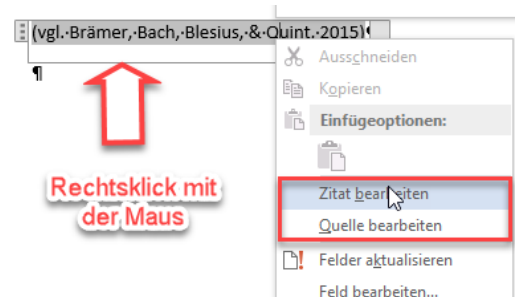 (vgl.·Brämer,·Bach,·Blesius,·&·Quint.·2015)
¶
Rechtsklick mit
der Maus
Ausschneiden
Kopieren
Einfügeoptionen:
Zitat bearbeiten
Quelle bearbeiten
Felder aktualisieren
Feld bearbeiten...